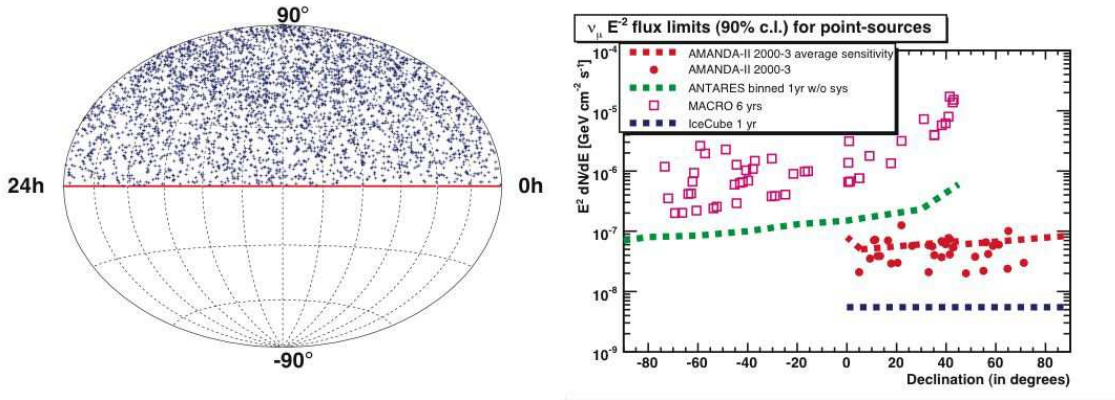 90°
24h
0h
-90°
ν_μ E⁻² flux limits (90% c.l.) for point-sources
AMANDA-II 2000-3 average sensitivity
AMANDA-II 2000-3
ANTARES binned 1yr w/o sys
MACRO 6 yrs
IceCube 1 yr
E² dN/dE [GeV cm⁻² s⁻¹]
10⁻⁴
10⁻⁵
10⁻⁶
10⁻⁷
10⁻⁸
10⁻⁹
-80 -60 -40 -20 0 20 40 60 80
Declination (in degrees)